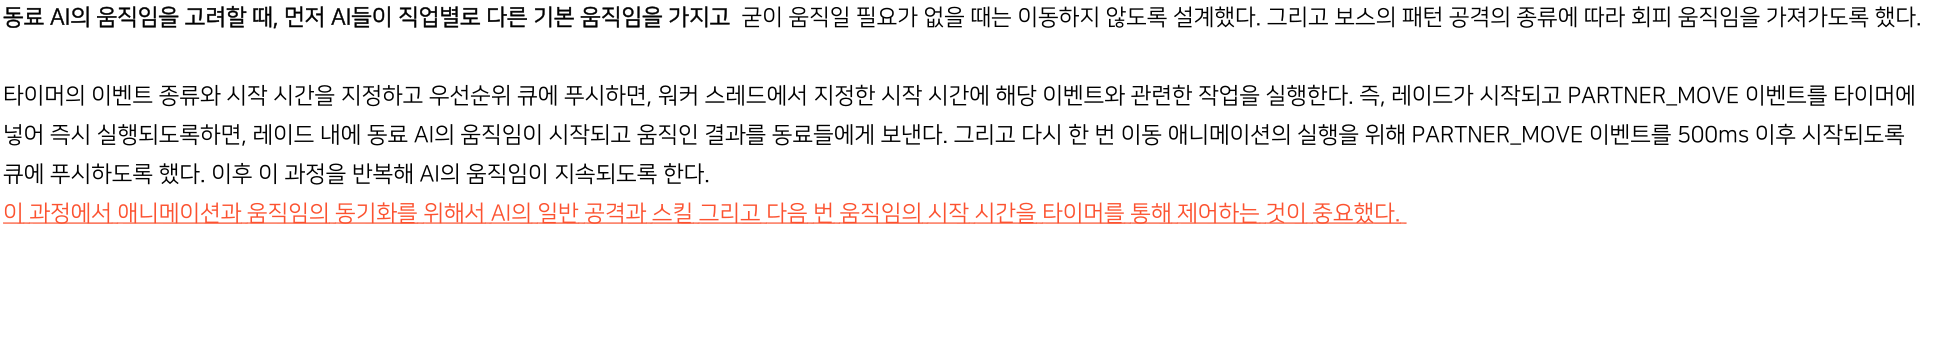 동료 AI의 움직임을 고려할 때, 먼저 AI들이 직업별로 다른 기본 움직임을 가지고 굳이 움직일 필요가 없을 때는 이동하지 않도록 설계했다. 그리고 보스의 패턴 공격의 종류에 따라 회피 움직임을 가져가도록 했다.
타이머의 이벤트 종류와 시작 시간을 지정하고 우선순위 큐에 푸시하면, 워커 스레드에서 지정한 시작 시간에 해당 이벤트와 관련한 작업을 실행한다. 즉, 레이드가 시작되고 PARTNER_MOVE 이벤트를 타이머에
넣어 즉시 실행되도록하면, 레이드 내에 동료 AI의 움직임이 시작되고 움직인 결과를 동료들에게 보낸다. 그리고 다시 한 번 이동 애니메이션의 실행을 위해 PARTNER_MOVE 이벤트를 500ms 이후 시작되도록
큐에 푸시하도록 했다. 이후 이 과정을 반복해 AI의 움직임이 지속되도록 한다.
이 과정에서 애니메이션과 움직임의 동기화를 위해서 AI의 일반 공격과 스킬 그리고 다음 번 움직임의 시작 시간을 타이머를 통해 제어하는 것이 중요했다.